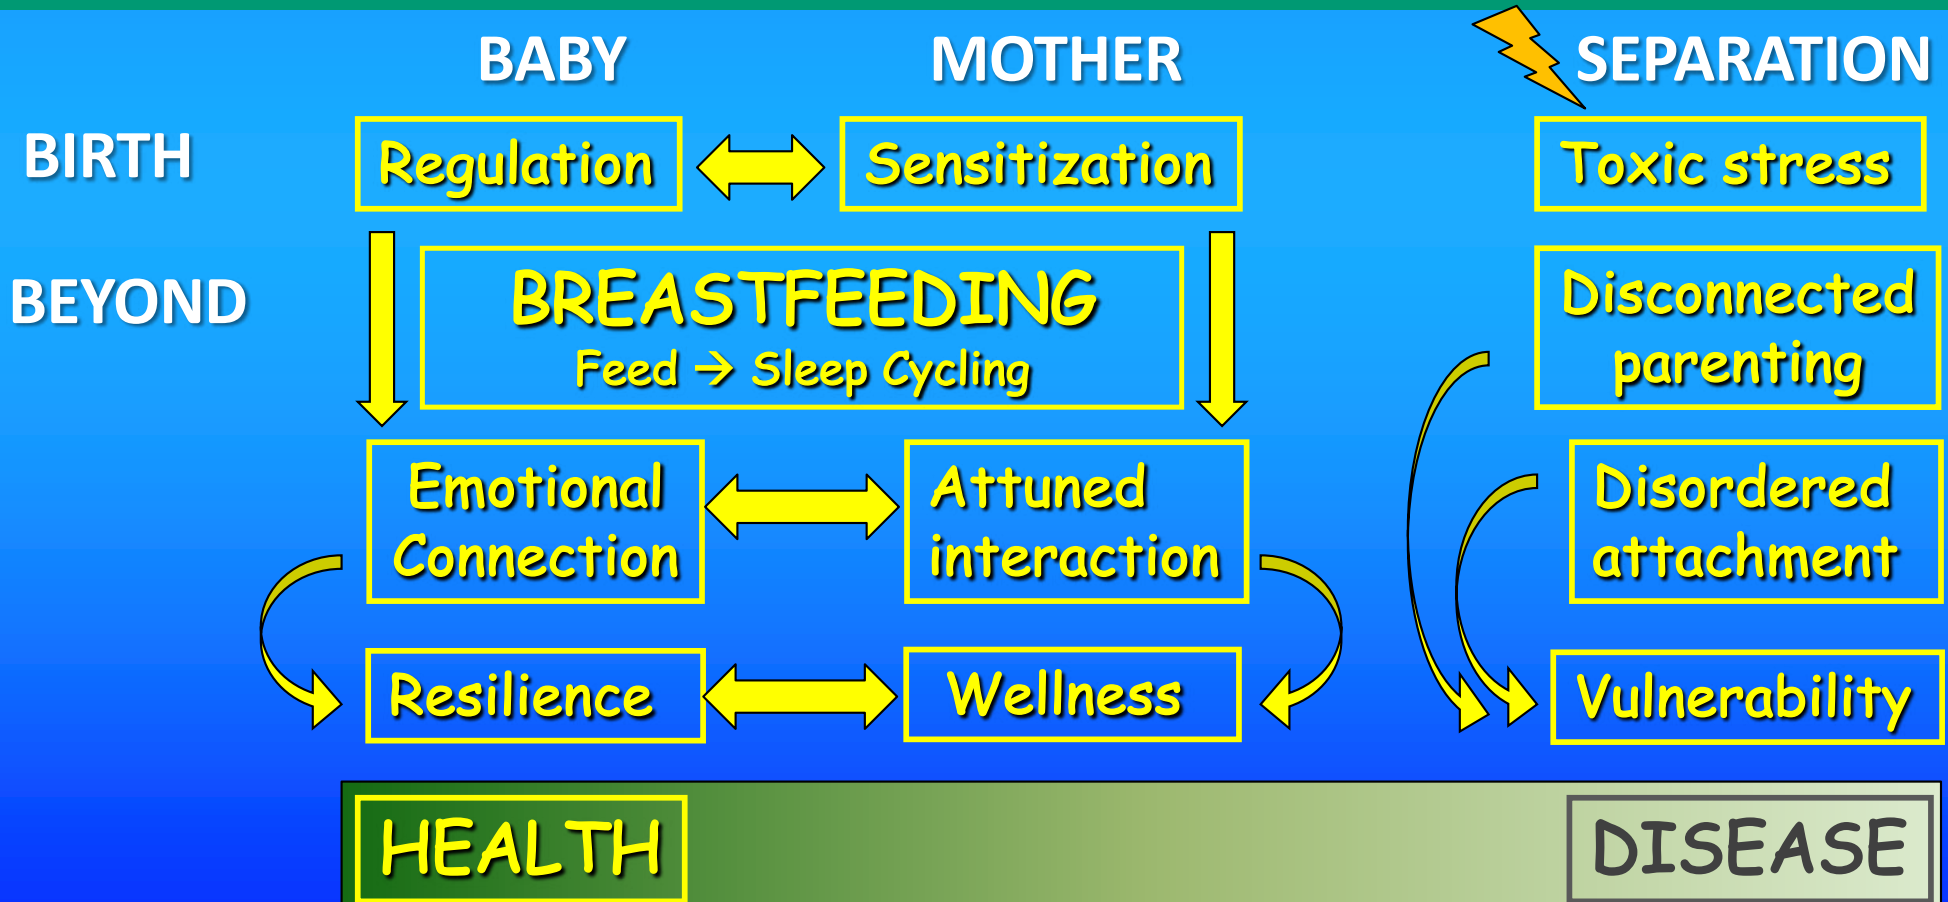 BABY MOTHER SEPARATION
BIRTH Regulation Sensitization Toxic stress
BEYOND BREASTFEEDING Disconnected
Feed → Sleep Cycling parenting
Emotional Attuned Disordered
Connection interaction attachment
Resilience Wellness Vulnerability
HEALTH DISEASE